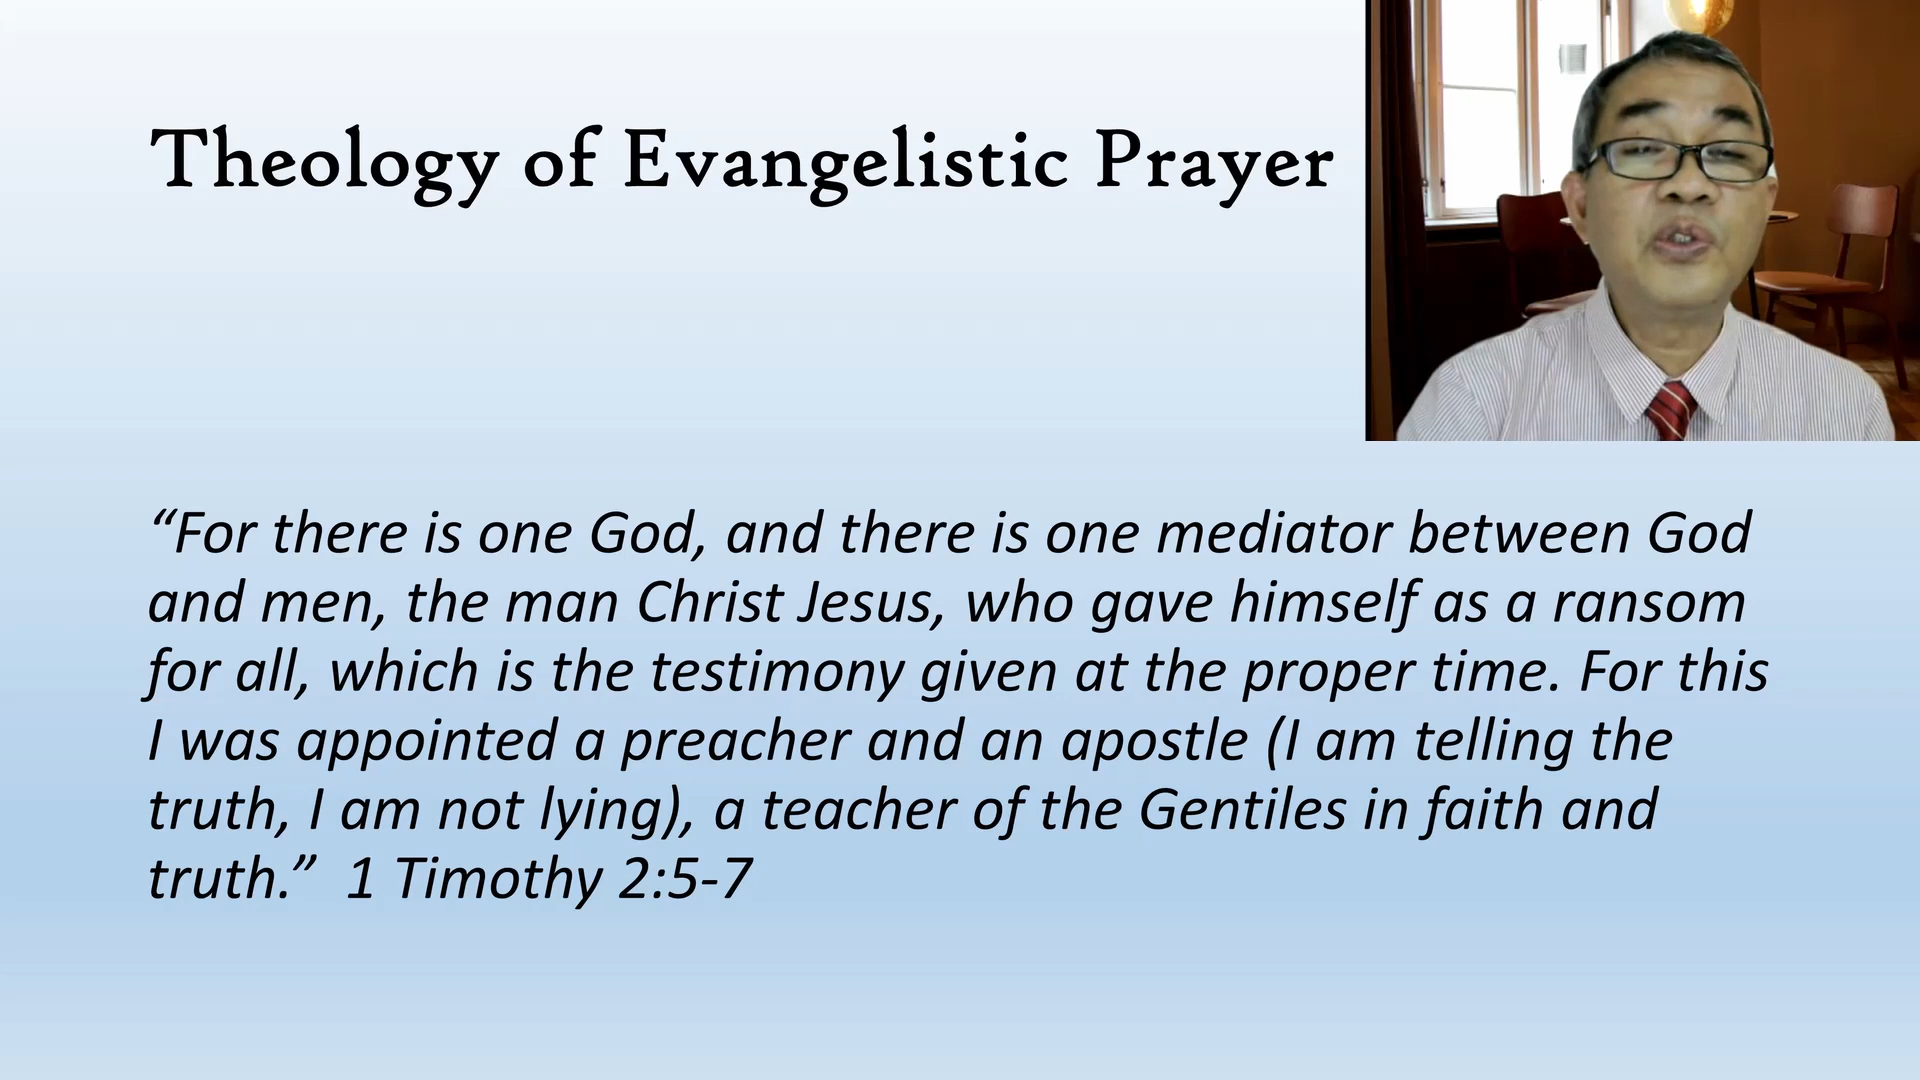 Theology of Evangelistic Prayer
“For there is one God, and there is one mediator between God
and men, the man Christ Jesus, who gave himself as a ransom
for all, which is the testimony given at the proper time. For this
I was appointed a preacher and an apostle (I am telling the
truth, I am not lying), a teacher of the Gentiles in faith and
truth.”  1 Timothy 2:5-7